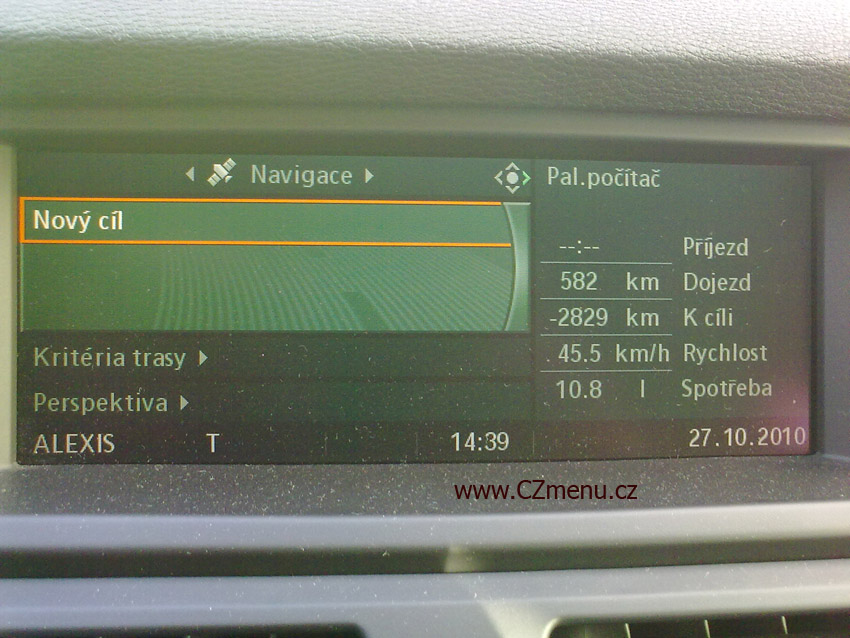 Navigace
Pal.počítač
Nový cíl
--:-- Příjezd
582 km Dojezd
-2829 km K cíli
45.5 km/h Rychlost
10.8 l Spotřeba
Kritéria trasy
Perspektiva
ALEXIS T 14:39 27.10.2010
www.CZmenu.cz